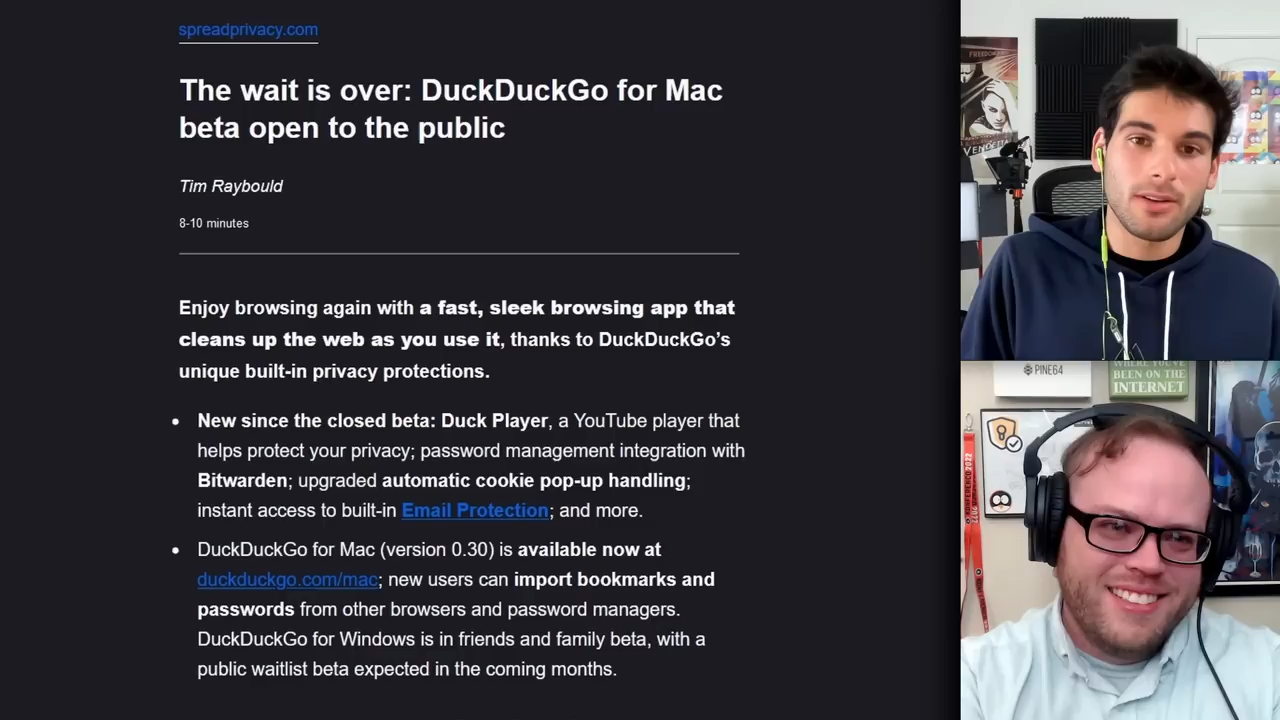 spreadprivacy.com
The wait is over: DuckDuckGo for Mac
beta open to the public
Tim Raybould
8-10 minutes
Enjoy browsing again with a fast, sleek browsing app that
cleans up the web as you use it, thanks to DuckDuckGo’s
unique built-in privacy protections.
New since the closed beta: Duck Player, a YouTube player that
helps protect your privacy; password management integration with
Bitwarden; upgraded automatic cookie pop-up handling;
instant access to built-in Email Protection; and more.
DuckDuckGo for Mac (version 0.30) is available now at
duckduckgo.com/mac; new users can import bookmarks and
passwords from other browsers and password managers.
DuckDuckGo for Windows is in friends and family beta, with a
public waitlist beta expected in the coming months.
VENDETTA
PINE64
WHERE YOU'VE
BEEN ON THE
INTERNET